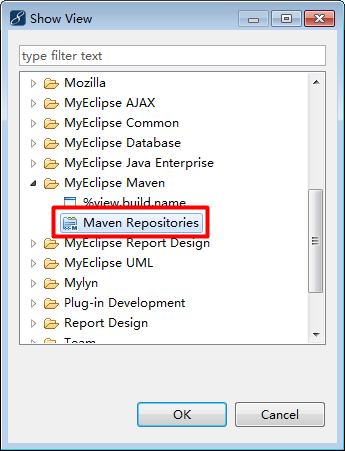 Show View
type filter text
Mozilla
MyEclipse AJAX
MyEclipse Common
MyEclipse Database
MyEclipse Java Enterprise
MyEclipse Maven
%view.build.name
Maven Repositories
MyEclipse Report Design
MyEclipse UML
Mylyn
Plug-in Development
Report Design
Team
OK Cancel